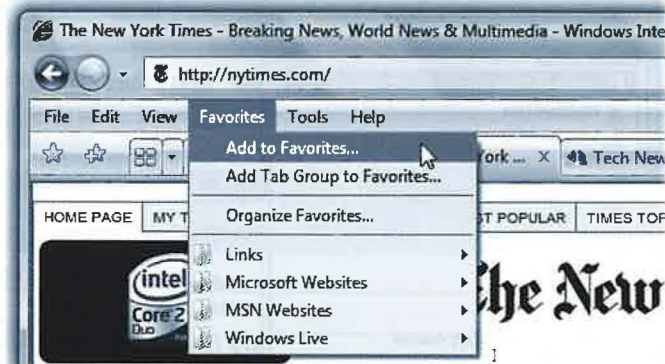 The New York Times - Breaking News, World News & Multimedia - Windows Inte
http://nytimes.com/
File Edit View Favorites Tools Help
Add to Favorites...
ork ... X Tech New
Add Tab Group to Favorites...
HOME PAGE MY T
Organize Favorites...
ST POPULAR TIMES TOP
Links
Microsoft Websites
MSN Websites
Windows Live
intel
Core 2
Duo
The New